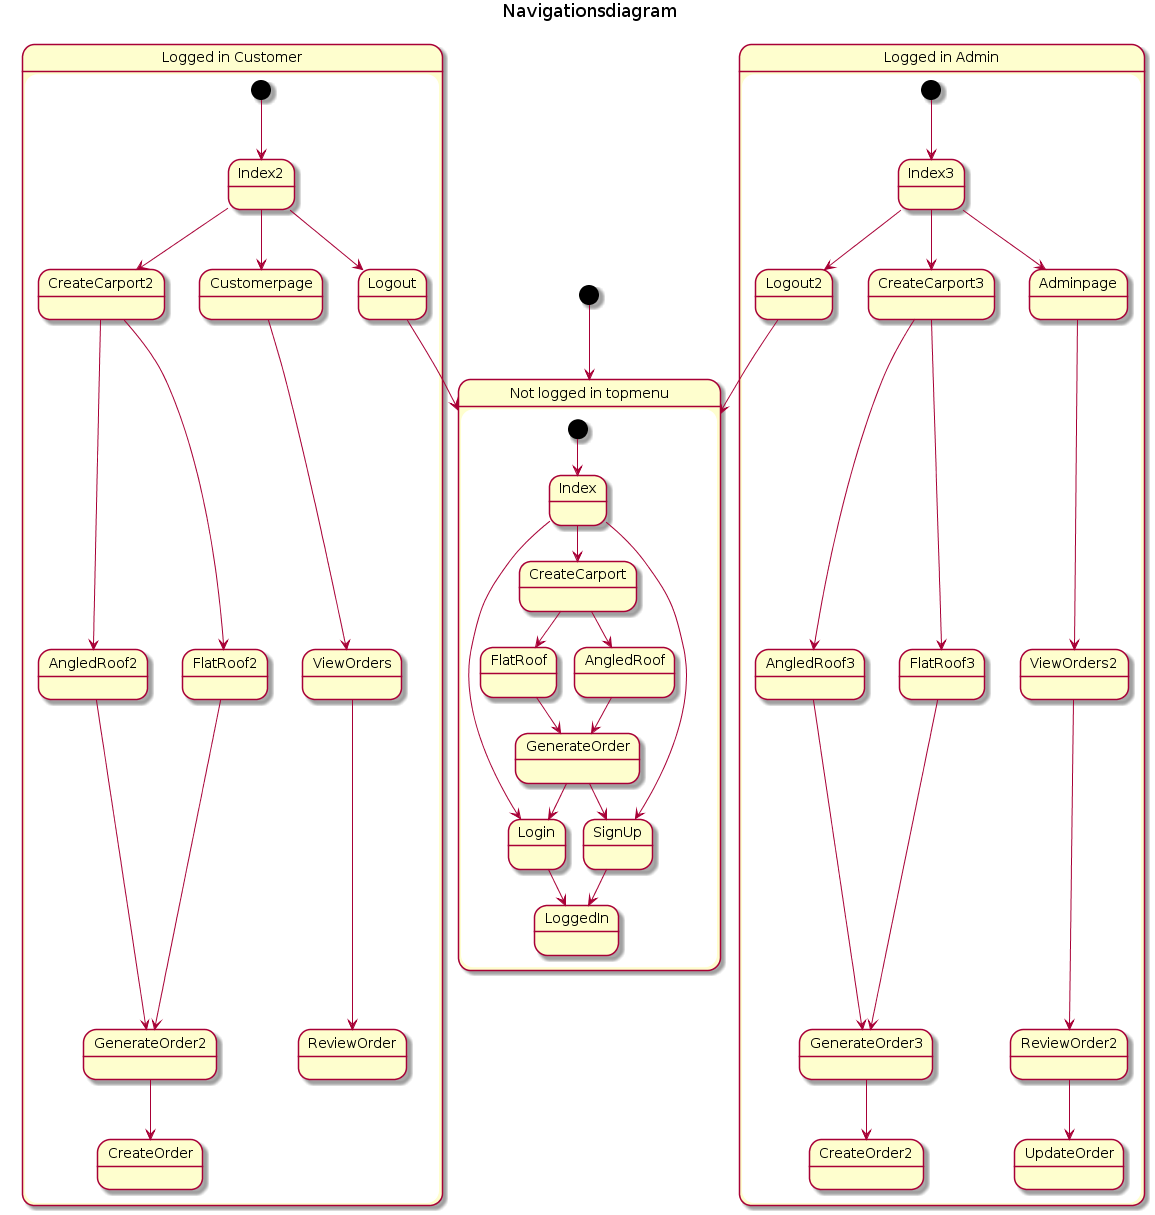 Navigationsdiagram
Logged in Customer
Index2
CreateCarport2
Customerpage
Logout
AngledRoof2
FlatRoof2
ViewOrders
GenerateOrder2
ReviewOrder
CreateOrder
Not logged in topmenu
Index
CreateCarport
FlatRoof
AngledRoof
GenerateOrder
Login
SignUp
LoggedIn
Logged in Admin
Index3
Logout2
CreateCarport3
Adminpage
AngledRoof3
FlatRoof3
ViewOrders2
GenerateOrder3
ReviewOrder2
CreateOrder2
UpdateOrder